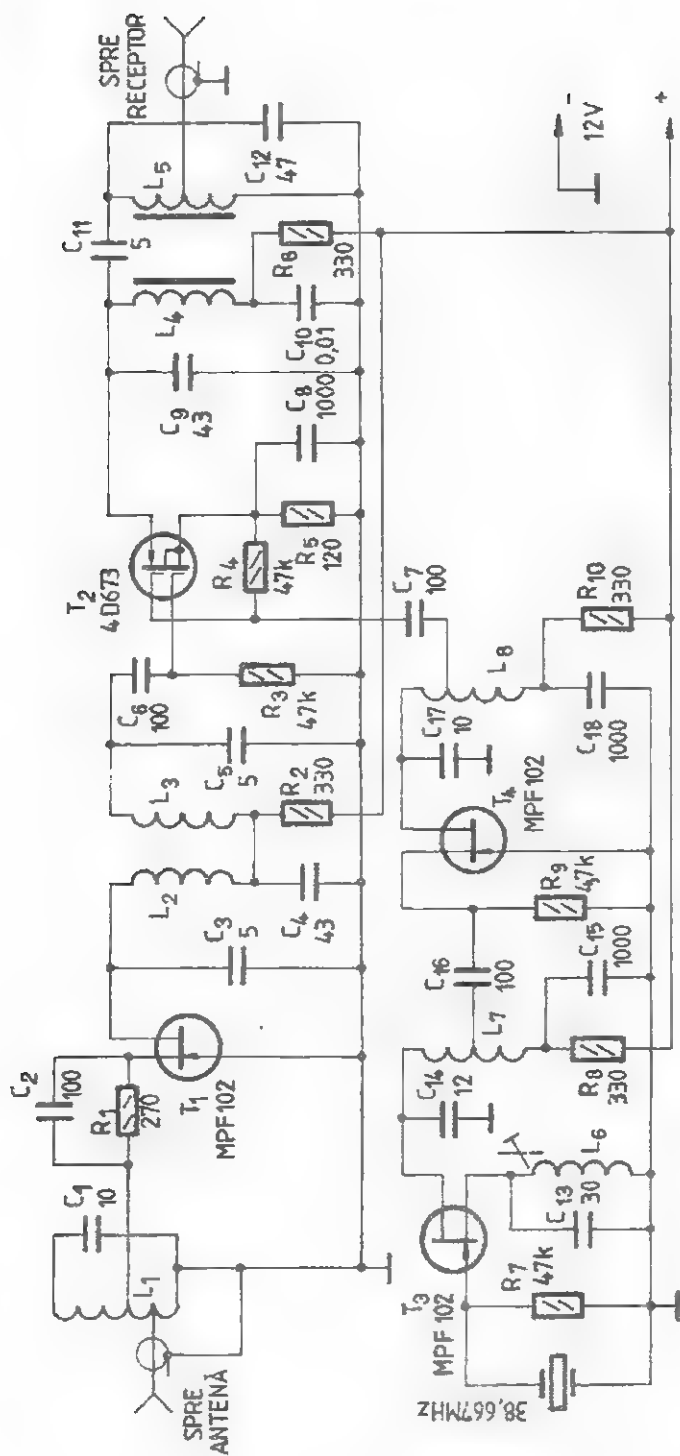 SPRE
ANTENĂ
L1
C1
10
C2
100
R1
270
T1
MPF102
C3
5
L2
C4
43
L3
R2
330
C5
5
C6
100
R3
47k
T2
40673
R4
47k
R5
120
C8
1000
C9
43
L4
C10
0,01
R6
330
C11
5
L5
C12
47
SPRE
RECEPTOR
38,667MHz
T3
MPF102
R7
47k
C13
30
L6
C14
12
L7
R8
330
C15
1000
C16
100
R9
47k
T4
MPF102
C17
10
L8
C7
100
C18
1000
R10
330
-
12V
+